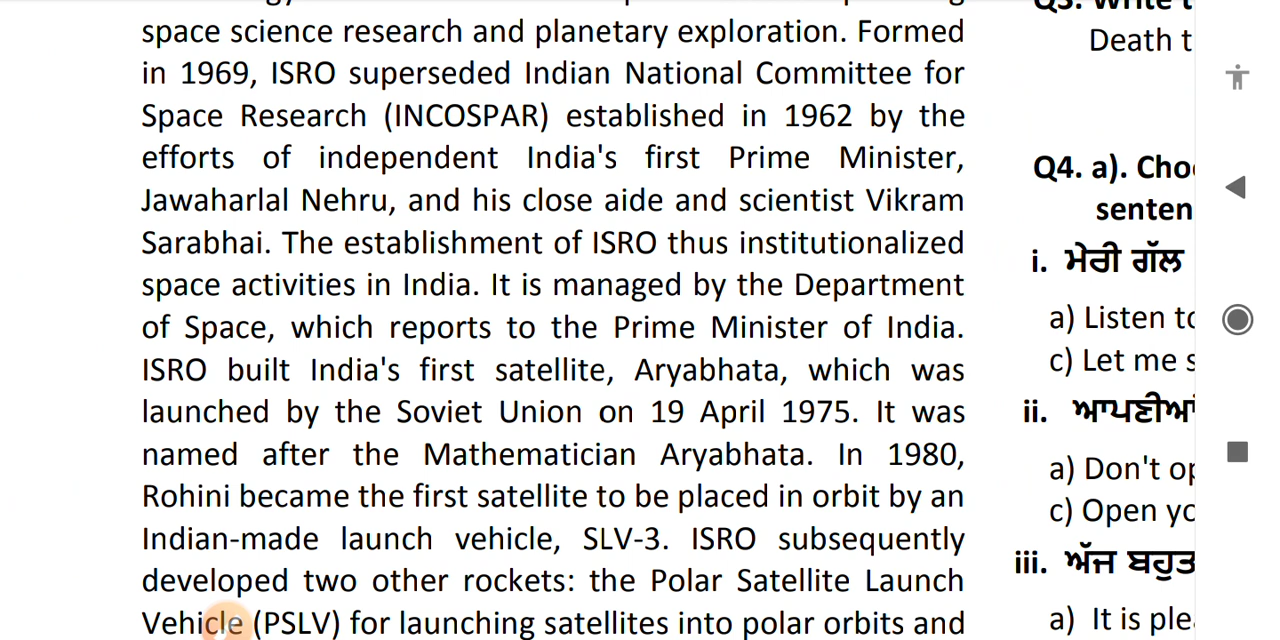 space science research and planetary exploration. Formed
in 1969, ISRO superseded Indian National Committee for
Space Research (INCOSPAR) established in 1962 by the
efforts of independent India's first Prime Minister,
Jawaharlal Nehru, and his close aide and scientist Vikram
Sarabhai. The establishment of ISRO thus institutionalized
space activities in India. It is managed by the Department
of Space, which reports to the Prime Minister of India.
ISRO built India's first satellite, Aryabhata, which was
launched by the Soviet Union on 19 April 1975. It was
named after the Mathematician Aryabhata. In 1980,
Rohini became the first satellite to be placed in orbit by an
Indian-made launch vehicle, SLV-3. ISRO subsequently
developed two other rockets: the Polar Satellite Launch
Vehicle (PSLV) for launching satellites into polar orbits and
Q3. Write t
Death t
Q4. a). Cho
senten
i. ਮੇਰੀ ਗੱਲ
a) Listen to
c) Let me s
ii. ਆਪਣੀਆਂ
a) Don't op
c) Open yo
iii. ਅੱਜ ਬਹੁਤ
a) It is ple